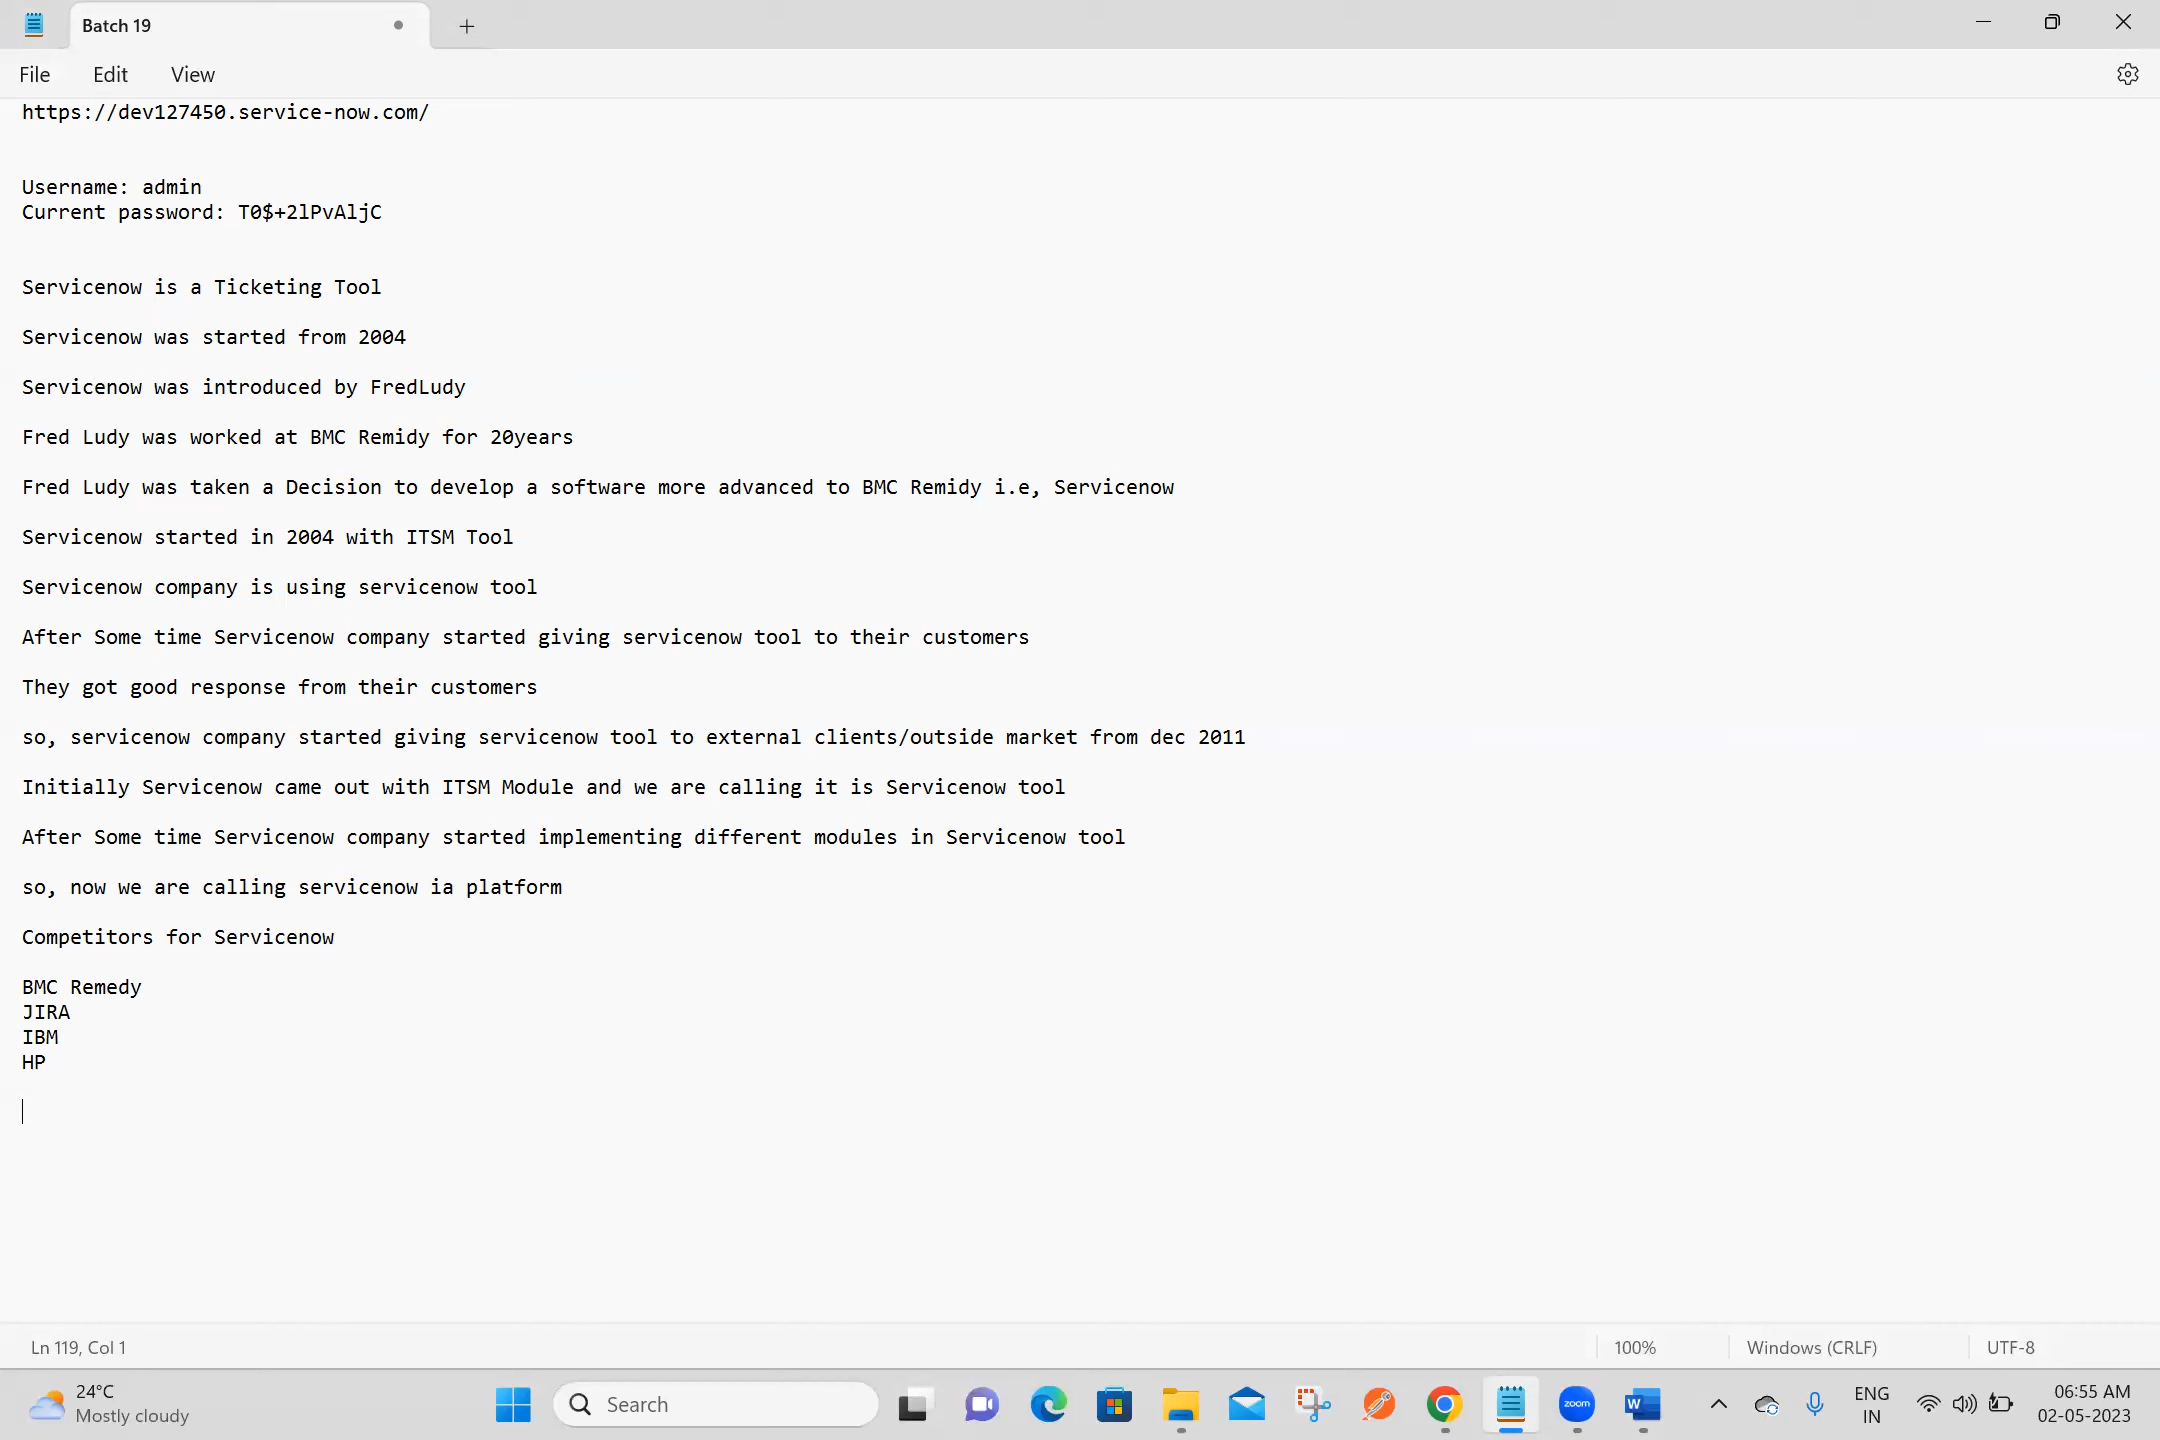 Batch 19
File Edit View
https://dev127450.service-now.com/
Username: admin
Current password: T0$+2lPvAljC
Servicenow is a Ticketing Tool
Servicenow was started from 2004
Servicenow was introduced by FredLudy
Fred Ludy was worked at BMC Remidy for 20years
Fred Ludy was taken a Decision to develop a software more advanced to BMC Remidy i.e, Servicenow
Servicenow started in 2004 with ITSM Tool
Servicenow company is using servicenow tool
After Some time Servicenow company started giving servicenow tool to their customers
They got good response from their customers
so, servicenow company started giving servicenow tool to external clients/outside market from dec 2011
Initially Servicenow came out with ITSM Module and we are calling it is Servicenow tool
After Some time Servicenow company started implementing different modules in Servicenow tool
so, now we are calling servicenow ia platform
Competitors for Servicenow
BMC Remedy
JIRA
IBM
HP
Ln 119, Col 1 100% Windows (CRLF) UTF-8
24°C
Mostly cloudy
Search
zoom
W
ENG
IN
06:55 AM
02-05-2023